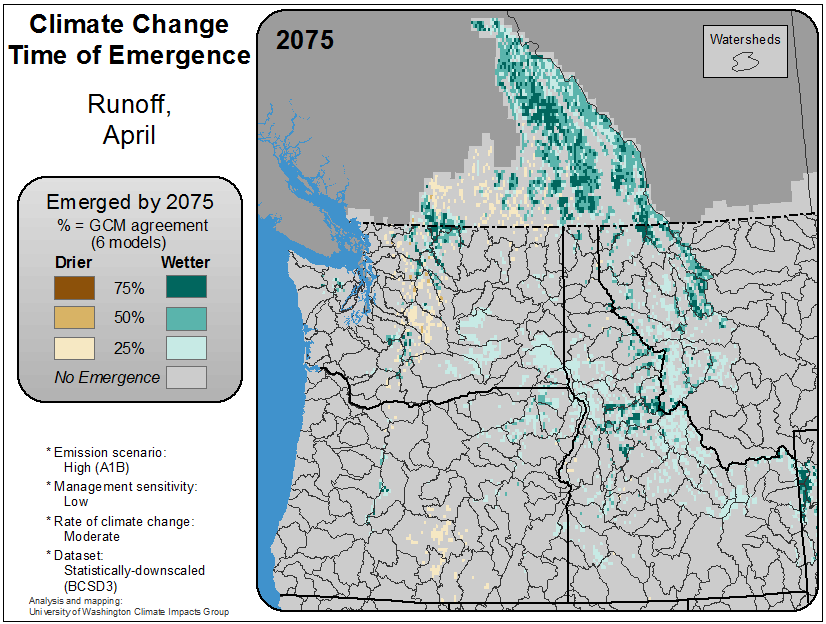 Climate Change
Time of Emergence
Runoff,
April
Emerged by 2075
% = GCM agreement
(6 models)
Drier Wetter
75%
50%
25%
No Emergence
* Emission scenario:
High (A1B)
* Management sensitivity:
Low
* Rate of climate change:
Moderate
* Dataset:
Statistically-downscaled
(BCSD3)
Analysis and mapping:
University of Washington Climate Impacts Group
2075
Watersheds